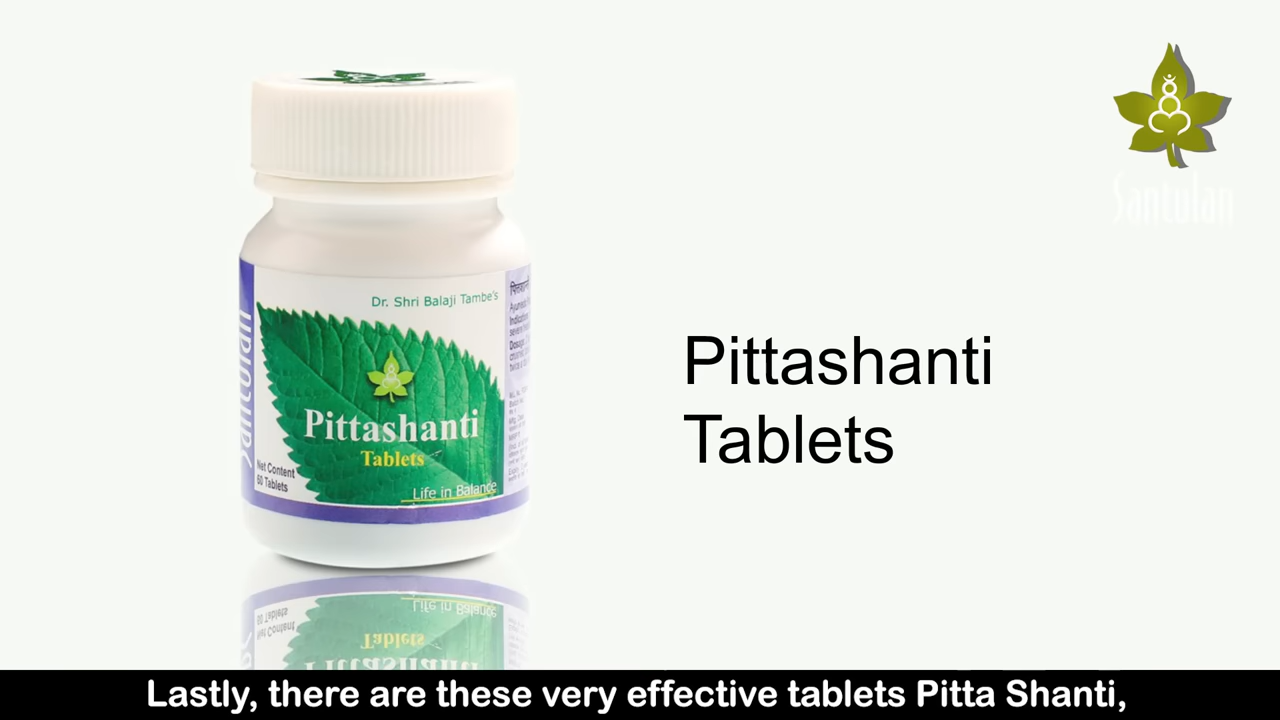 Santulan
Dr. Shri Balaji Tambe's
Pittashanti
Tablets
Net Content
60 Tablets
Life in Balance
Santulan
Pittashanti
Tablets
Lastly, there are these very effective tablets Pitta Shanti,